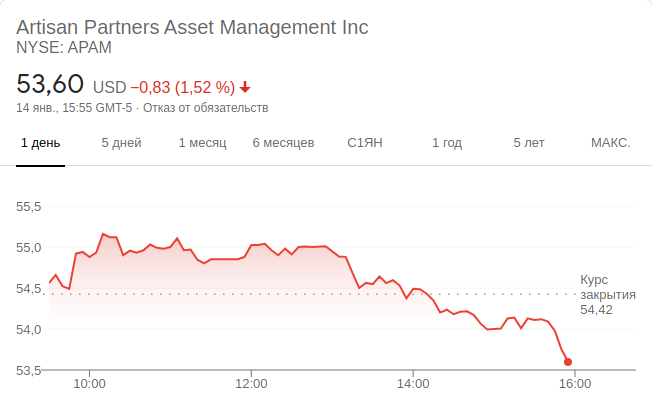 Artisan Partners Asset Management Inc
NYSE: APAM
53,60 USD −0,83 (1,52 %)
14 янв., 15:55 GMT-5 · Отказ от обязательств
1 день 5 дней 1 месяц 6 месяцев С1ЯН 1 год 5 лет МАКС.
55,5
55,0
54,5
54,0
53,5
Курс
закрытия
54,42
10:00 12:00 14:00 16:00